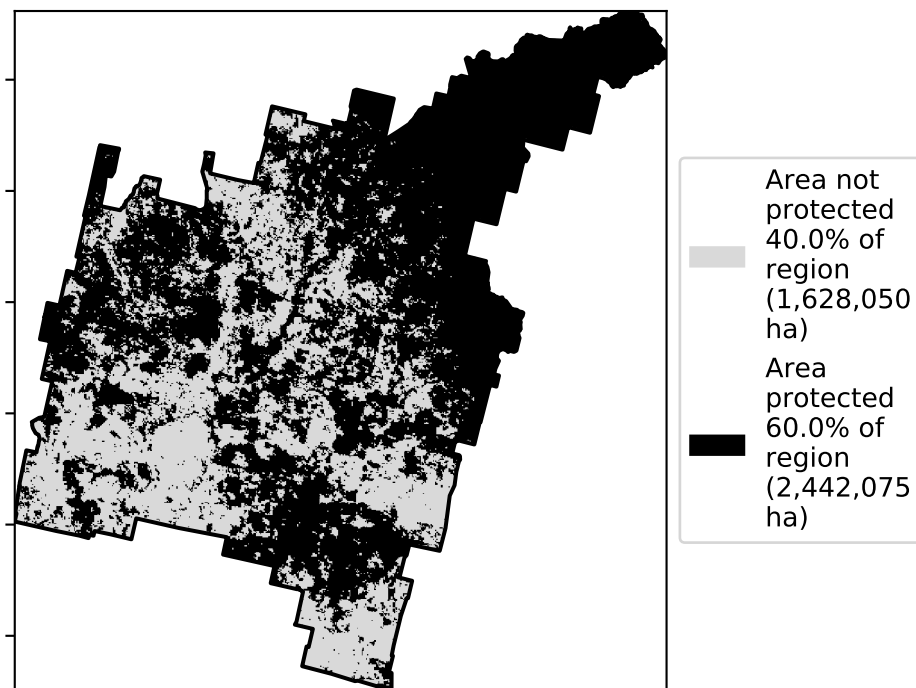 Area not
protected
40.0% of
region
(1,628,050
ha)
Area
protected
60.0% of
region
(2,442,075
ha)